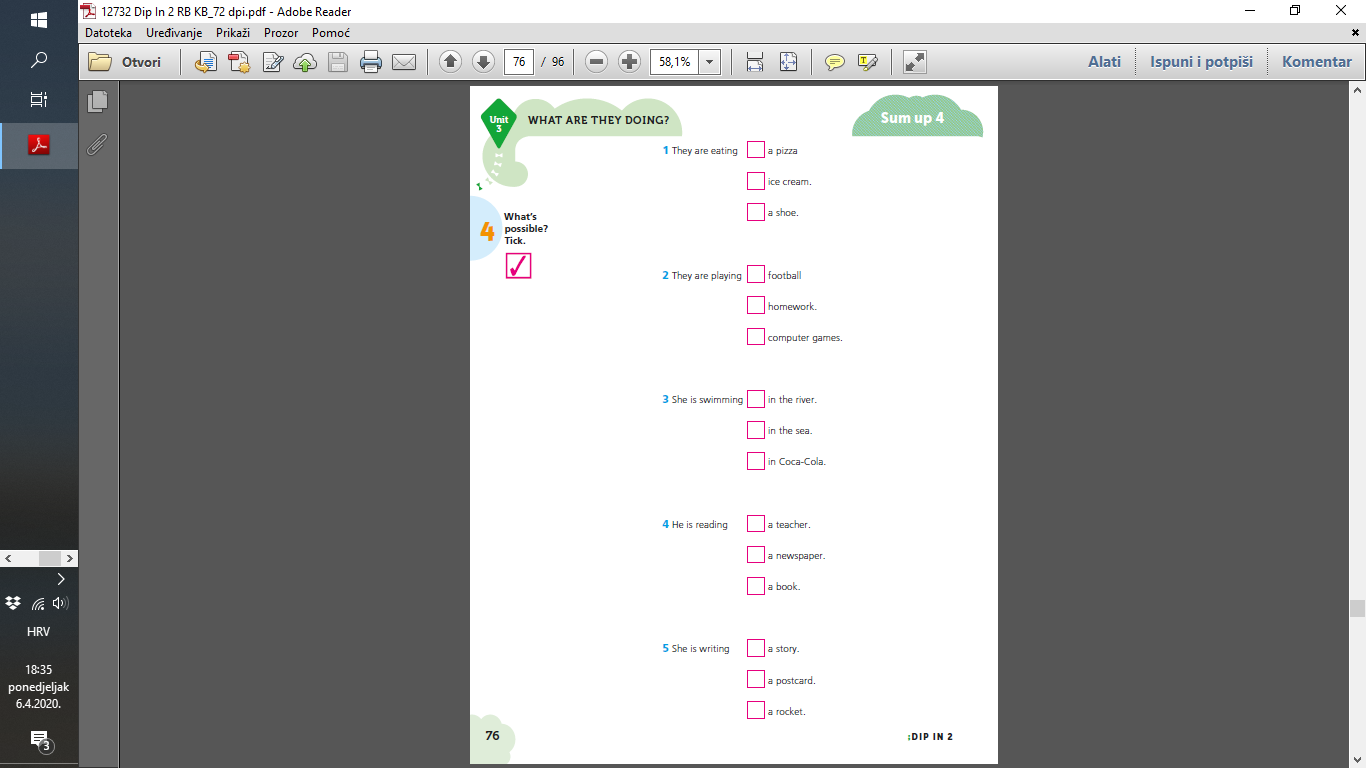 12732 Dip In 2 RB KB_72 dpi.pdf - Adobe Reader
Datoteka Uređivanje Prikaži Prozor Pomoć
Otvori 76 / 96 58,1% Alati Ispuni i potpiši Komentar
Unit
3
WHAT ARE THEY DOING?
Sum up 4
1 They are eating a pizza
ice cream.
a shoe.
4 What's
possible?
Tick.
2 They are playing football
homework.
computer games.
3 She is swimming in the river.
in the sea.
in Coca-Cola.
4 He is reading a teacher.
a newspaper.
a book.
5 She is writing a story.
a postcard.
a rocket.
76
DIP IN 2
HRV
18:35
ponedjeljak
6.4.2020.
3